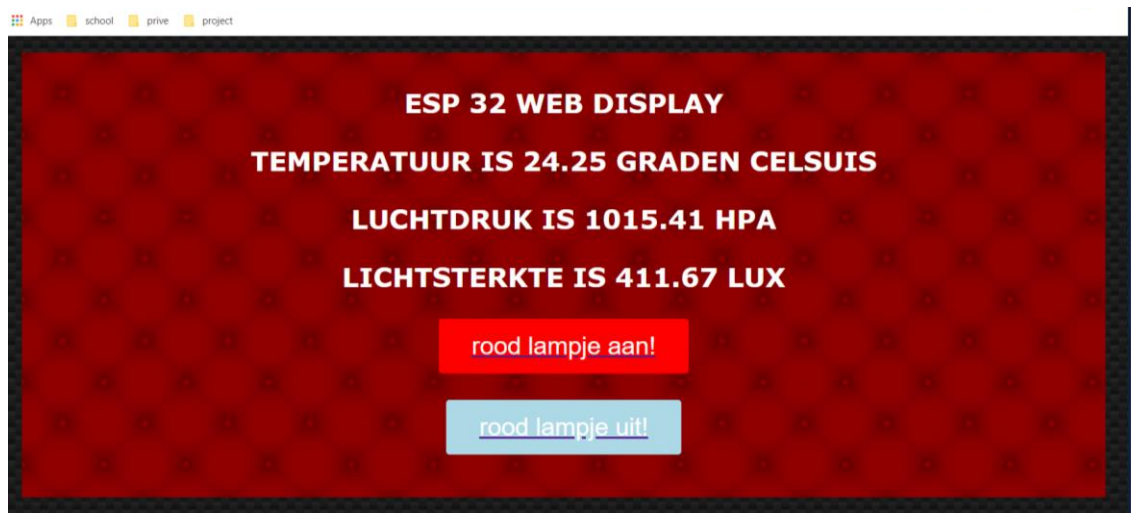 Apps school prive project
ESP 32 WEB DISPLAY
TEMPERATUUR IS 24.25 GRADEN CELSUIS
LUCHTDRUK IS 1015.41 HPA
LICHTSTERKTE IS 411.67 LUX
rood lampje aan!
rood lampje uit!